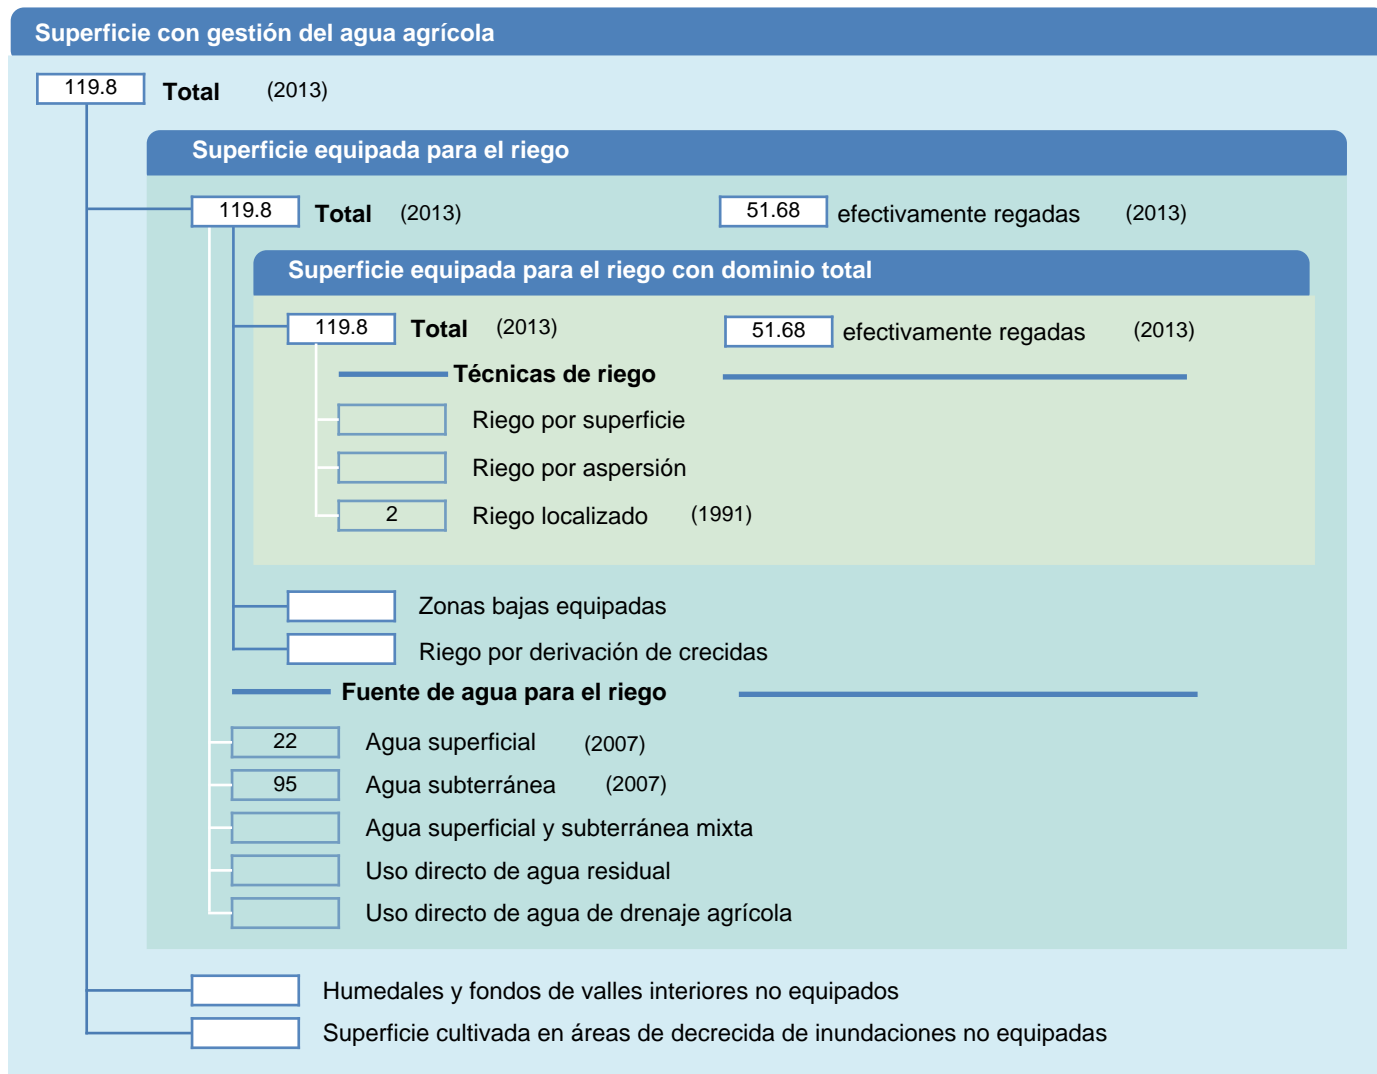 Superficie con gestión del agua agrícola
119.8 Total (2013)
Superficie equipada para el riego
119.8 Total (2013) 51.68 efectivamente regadas (2013)
Superficie equipada para el riego con dominio total
119.8 Total (2013) 51.68 efectivamente regadas (2013)
Técnicas de riego
Riego por superficie
Riego por aspersión
2 Riego localizado (1991)
Zonas bajas equipadas
Riego por derivación de crecidas
Fuente de agua para el riego
22 Agua superficial (2007)
95 Agua subterránea (2007)
Agua superficial y subterránea mixta
Uso directo de agua residual
Uso directo de agua de drenaje agrícola
Humedales y fondos de valles interiores no equipados
Superficie cultivada en áreas de decrecida de inundaciones no equipadas